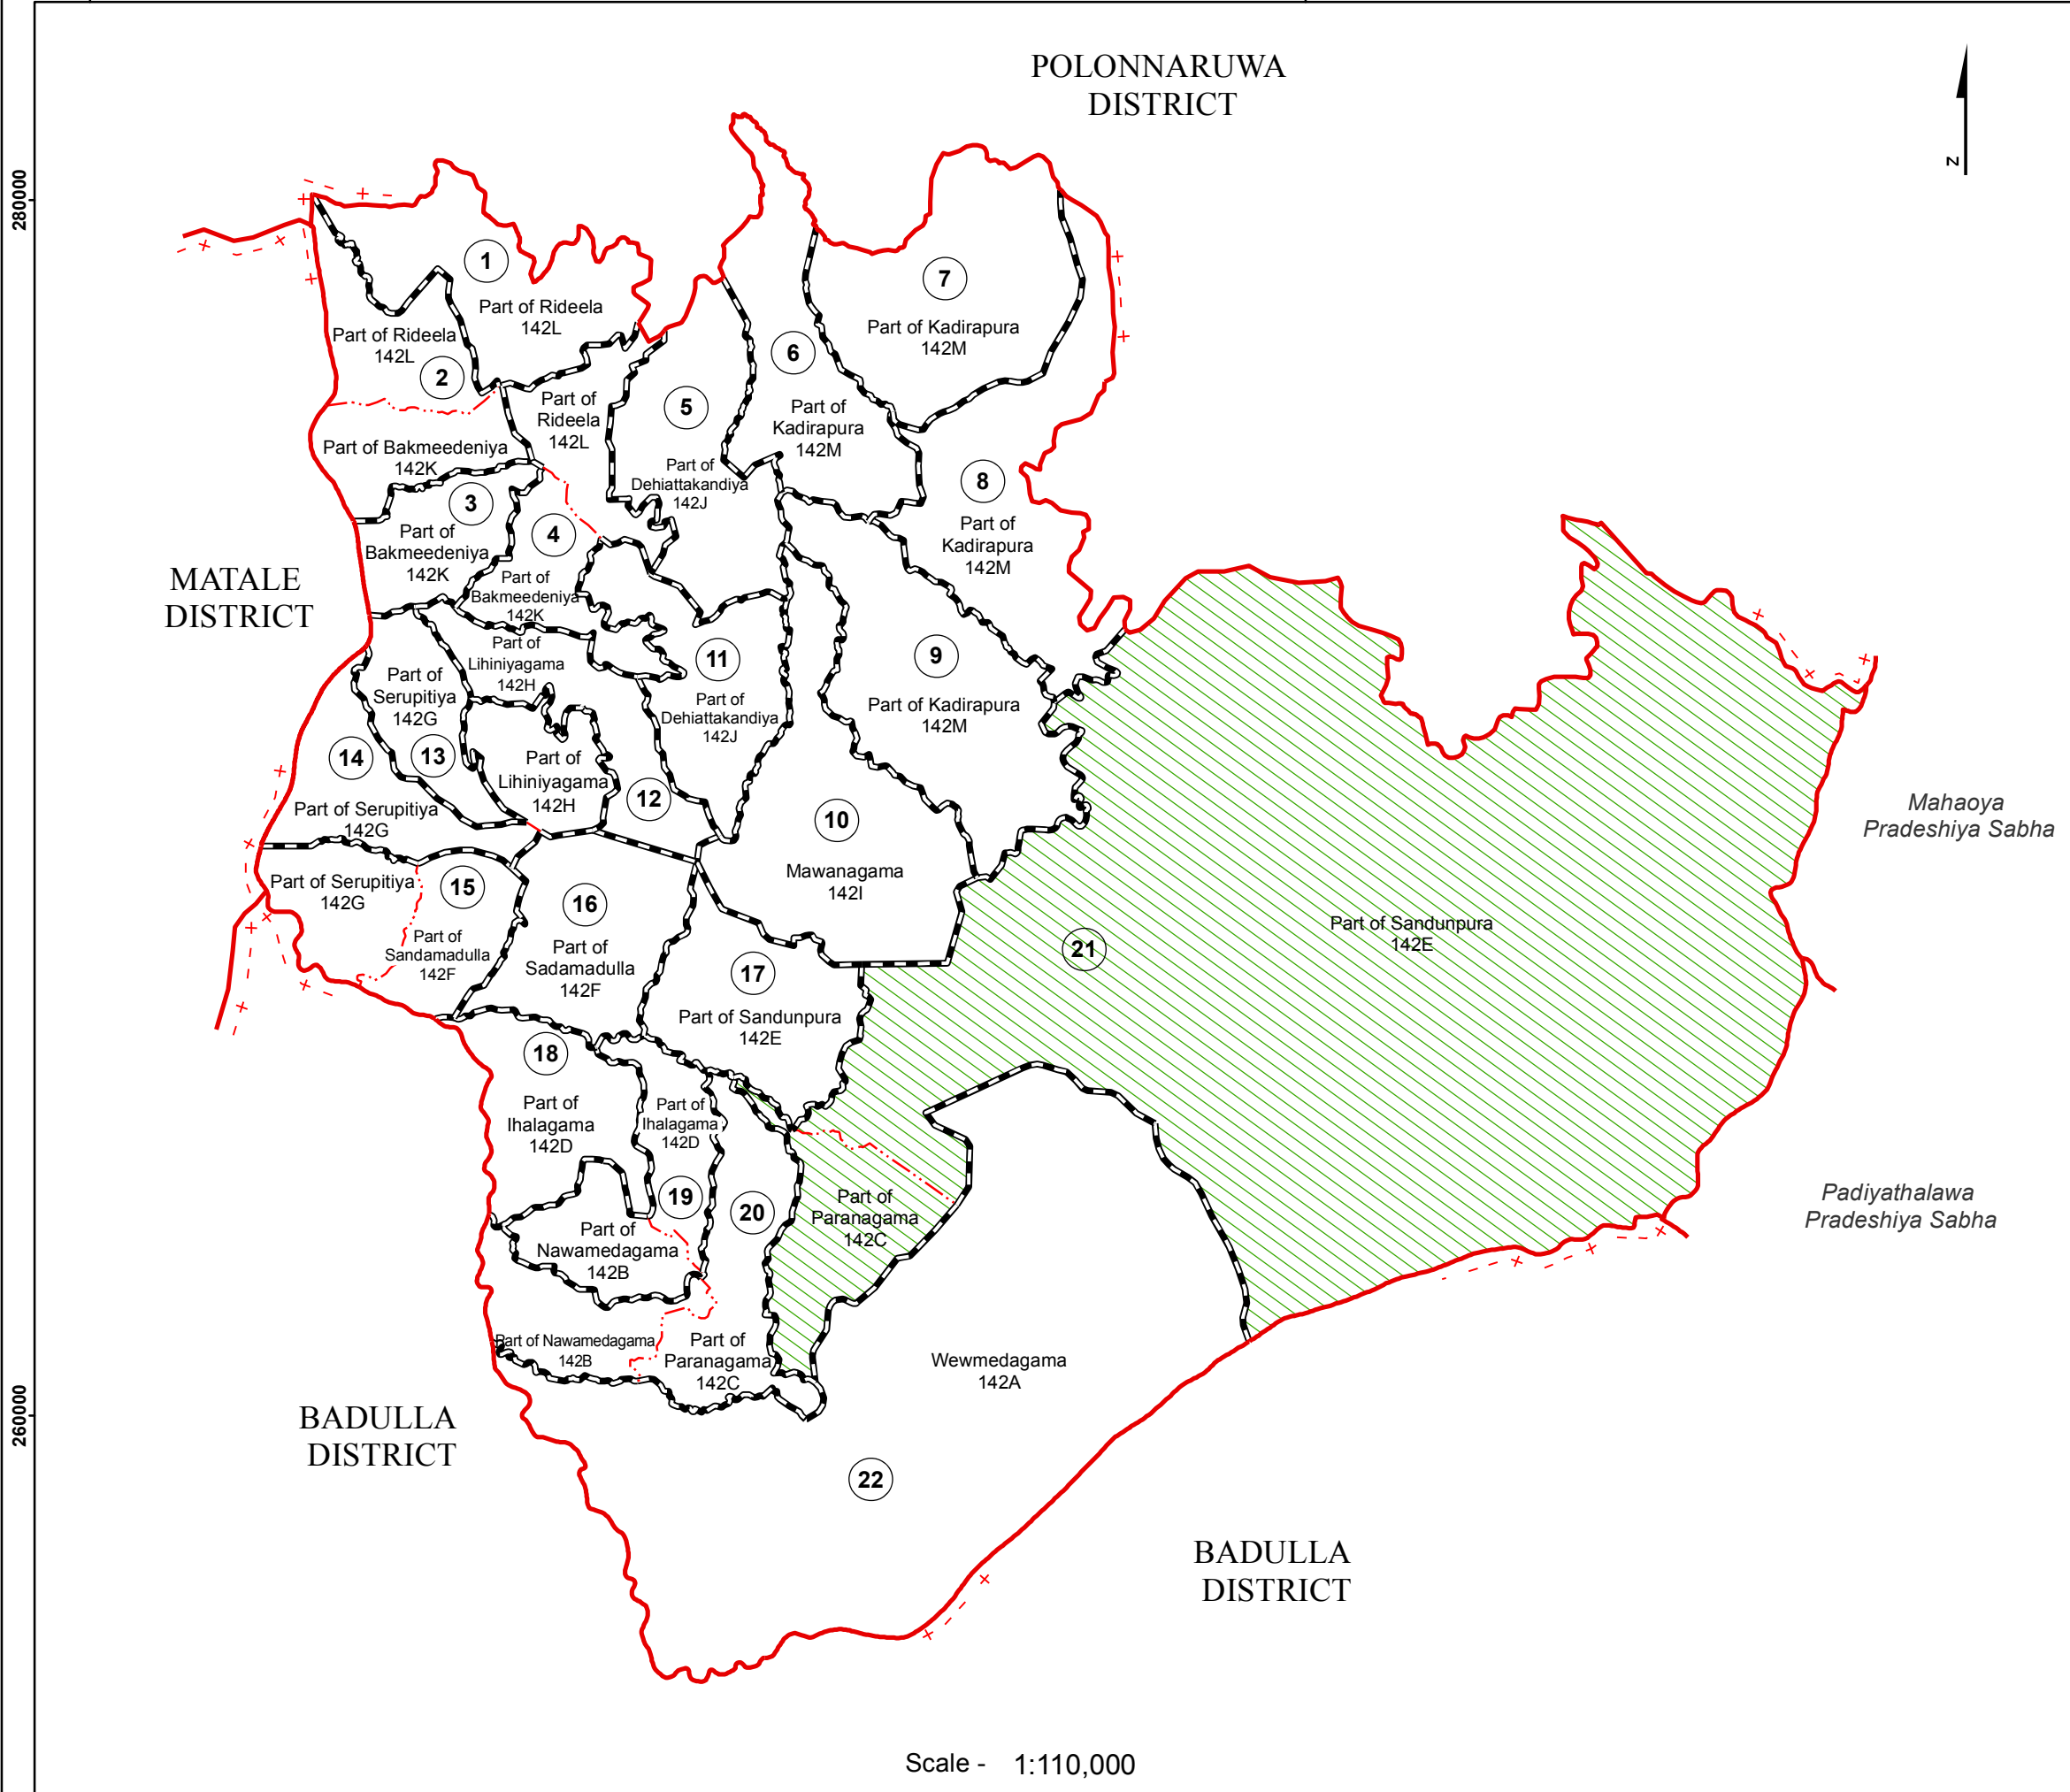 POLONNARUWA
DISTRICT
N
280000
1
Part of Rideela
142L
Part of Rideela
142L
2
7
Part of Kadirapura
142M
6
Part of
Kadirapura
142M
5
Part of
Rideela
142L
Part of Bakmeedeniya
142K
Part of
Dehiattakandiya
142J
8
Part of
Kadirapura
142M
3
Part of
Bakmeedeniya
142K
4
Part of
Bakmeedeniya
142K
MATALE
DISTRICT
Part of
Lihiniyagama
142H
11
Part of
Dehiattakandiya
142J
9
Part of Kadirapura
142M
Part of
Serupitiya
142G
14
13
Part of
Lihiniyagama
142H
12
10
Mawanagama
142I
Part of Serupitiya
142G
Mahaoya
Pradeshiya Sabha
Part of Serupitiya
142G
15
16
Part of
Sandamadulla
142F
Part of
Sadamadulla
142F
17
Part of Sandunpura
142E
21
Part of Sandunpura
142E
18
Part of
Ihalagama
142D
Part of
Ihalagama
142D
19
20
Part of
Paranagama
142C
Padiyathalawa
Pradeshiya Sabha
Part of
Nawamedagama
142B
Part of Nawamedagama
142B
Part of
Paranagama
142C
Wewmedagama
142A
260000
BADULLA
DISTRICT
22
BADULLA
DISTRICT
Scale - 1:110,000